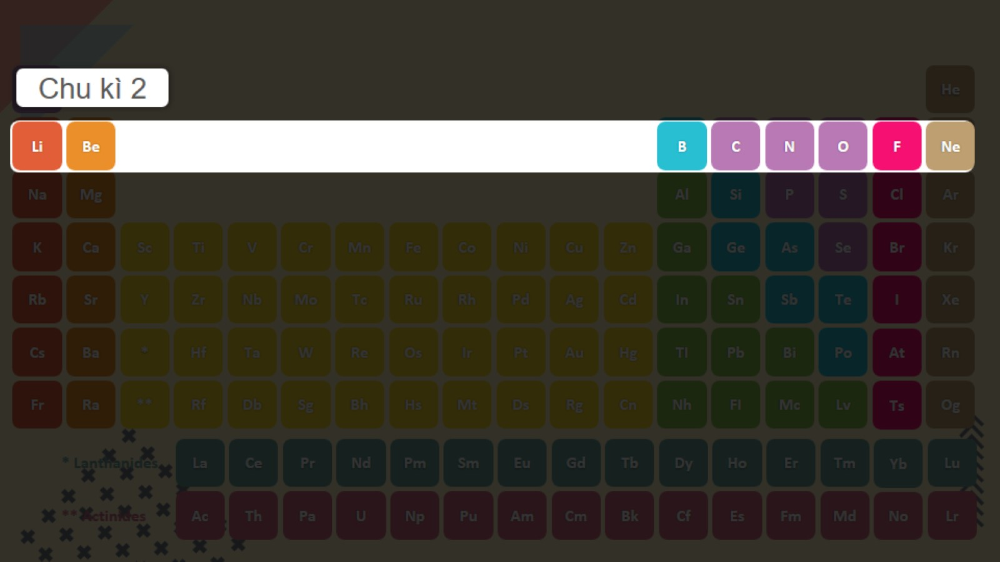 Chu kì 2
He
Li Be B C N O F Ne
Na Mg Al Si P S Cl Ar
K Ca Sc Ti V Cr Mn Fe Co Ni Cu Zn Ga Ge As Se Br Kr
Rb Sr Y Zr Nb Mo Tc Ru Rh Pd Ag Cd In Sn Sb Te I Xe
Cs Ba * Hf Ta W Re Os Ir Pt Au Hg Tl Pb Bi Po At Rn
Fr Ra ** Rf Db Sg Bh Hs Mt Ds Rg Cn Nh Fl Mc Lv Ts Og
* Lanthanides La Ce Pr Nd Pm Sm Eu Gd Tb Dy Ho Er Tm Yb Lu
** Actinides Ac Th Pa U Np Pu Am Cm Bk Cf Es Fm Md No Lr